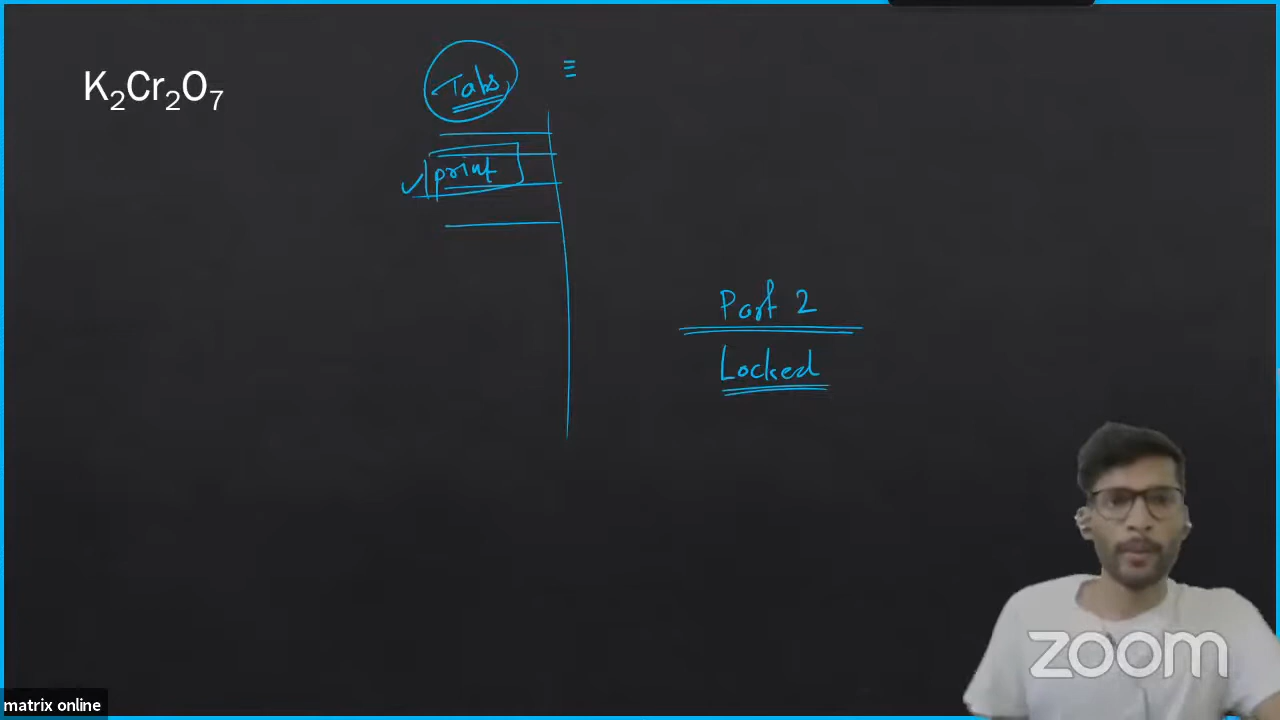 K₂Cr₂O₇
Tabs
print
Part 2
Locked
zoom
matrix online